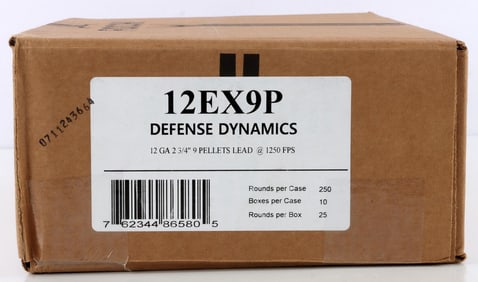 12EX9P
DEFENSE DYNAMICS
12 GA 2 3/4" 9 PELLETS LEAD @ 1250 FPS
0711243664
Rounds per Case 250
Boxes per Case 10
Rounds per Box 25
7 62344 86580 5